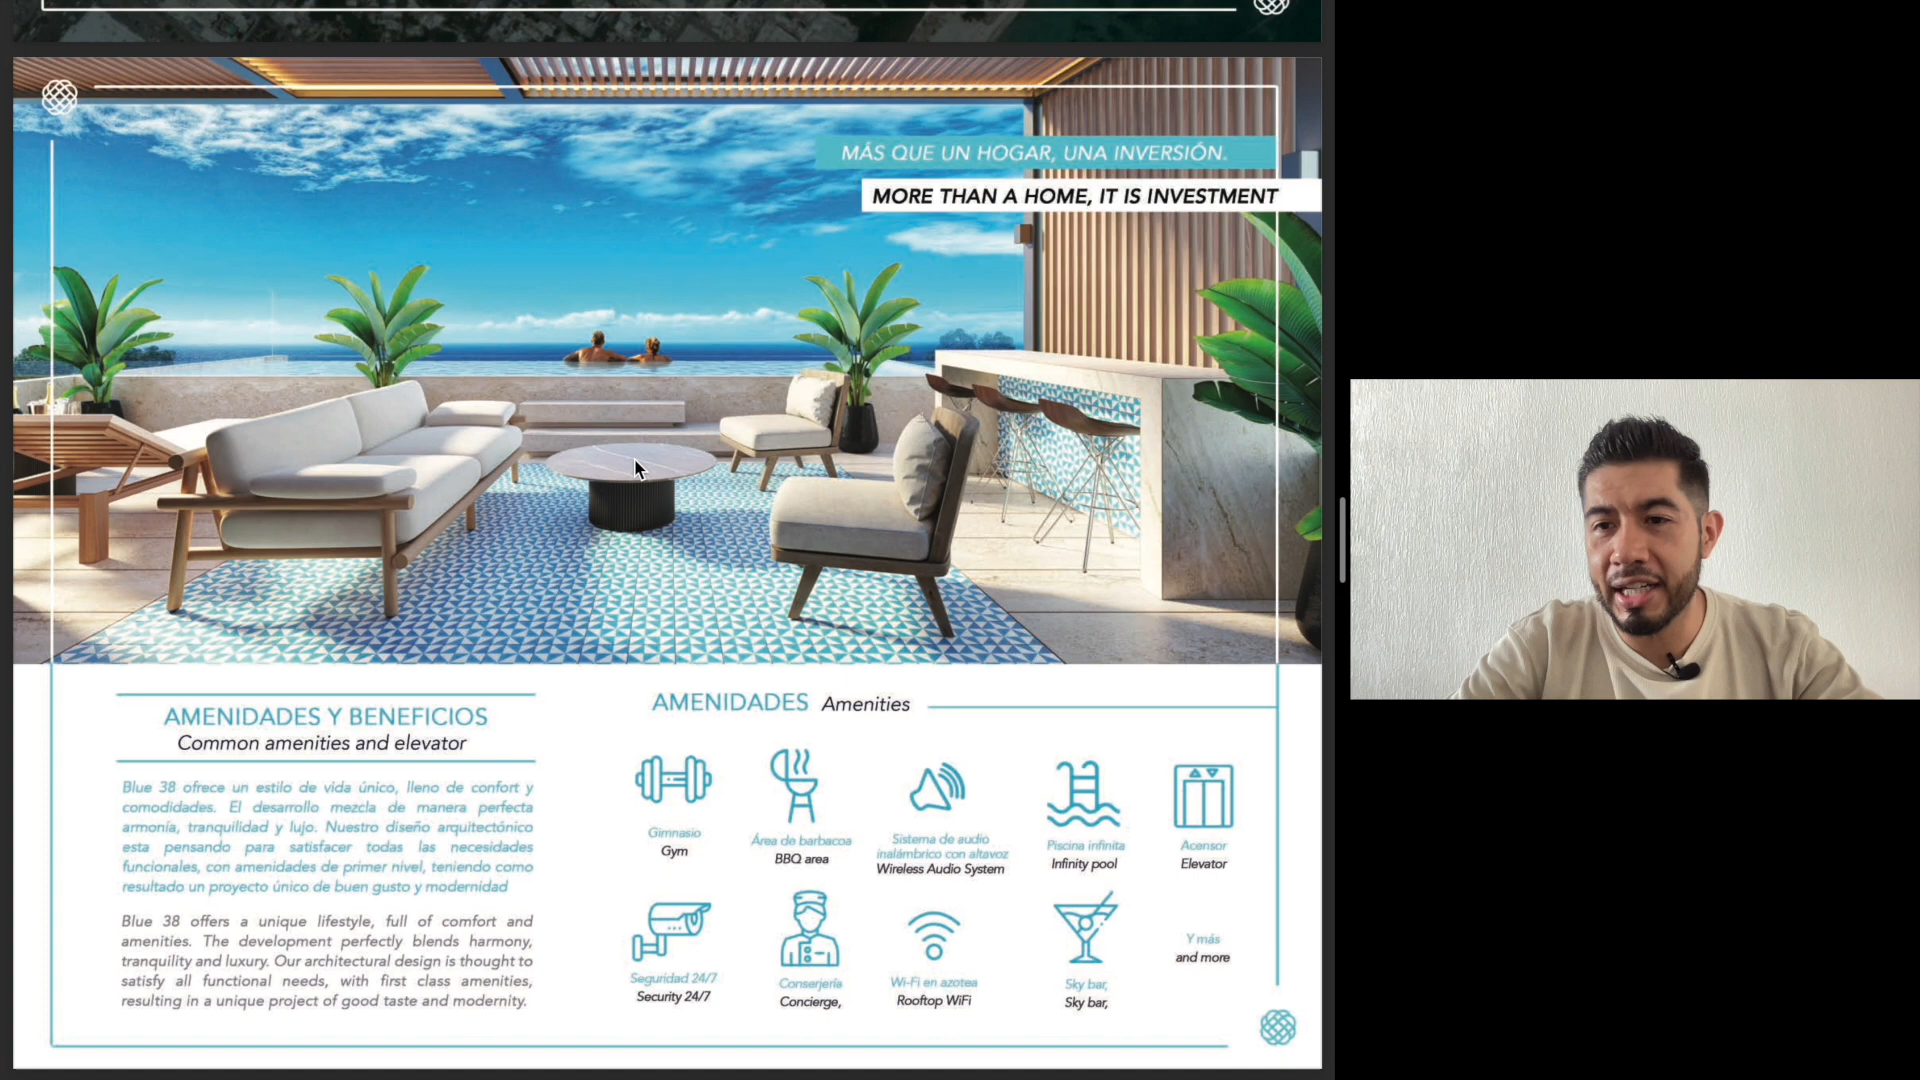 MÁS QUE UN HOGAR, UNA INVERSIÓN.
MORE THAN A HOME, IT IS INVESTMENT
AMENIDADES Y BENEFICIOS
Common amenities and elevator
Blue 38 ofrece un estilo de vida único, lleno de confort y
comodidades. El desarrollo mezcla de manera perfecta
armonía, tranquilidad y lujo. Nuestro diseño arquitectónico
esta pensando para satisfacer todas las necesidades
funcionales, con amenidades de primer nivel, teniendo como
resultado un proyecto único de buen gusto y modernidad
Blue 38 offers a unique lifestyle, full of comfort and
amenities. The development perfectly blends harmony,
tranquility and luxury. Our architectural design is thought to
satisfy all functional needs, with first class amenities,
resulting in a unique project of good taste and modernity.
AMENIDADES Amenities
Gimnasio
Gym
Área de barbacoa
BBQ area
Sistema de audio
inalámbrico con altavoz
Wireless Audio System
Piscina infinita
Infinity pool
Acensor
Elevator
Seguridad 24/7
Security 24/7
Conserjería
Concierge,
Wi-Fi en azotea
Rooftop WiFi
Sky bar,
Sky bar,
Y más
and more